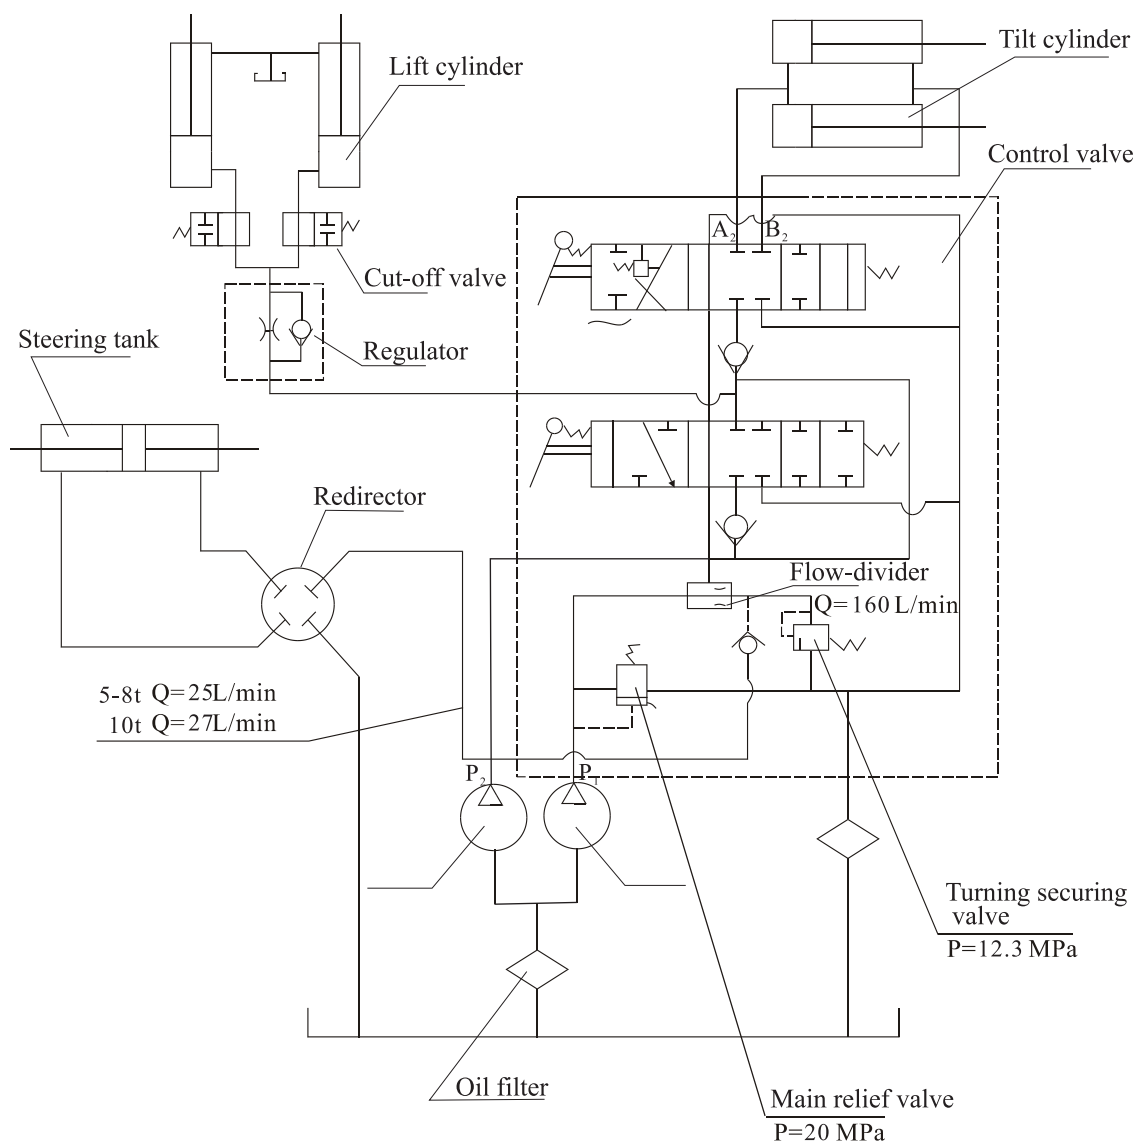 Tilt cylinder
Lift cylinder
Control valve
A2 B2
Cut-off valve
Steering tank
Regulator
Redirector
Flow-divider
Q=160 L/min
5-8t Q=25L/min
10t Q=27L/min
P2
P1
Turning securing
valve
P=12.3 MPa
Oil filter
Main relief valve
P=20 MPa